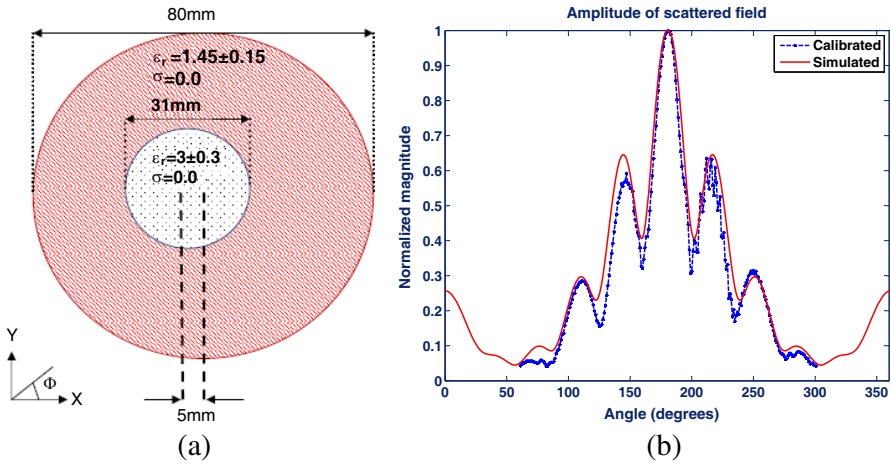 80mm
εr=1.45±0.15
σ=0.0
31mm
εr=3±0.3
σ=0.0
Y
Φ
X
5mm
(a)
Amplitude of scattered field
Calibrated
Simulated
Normalized magnitude
1
0.9
0.8
0.7
0.6
0.5
0.4
0.3
0.2
0.1
0
0 50 100 150 200 250 300 350
Angle (degrees)
(b)